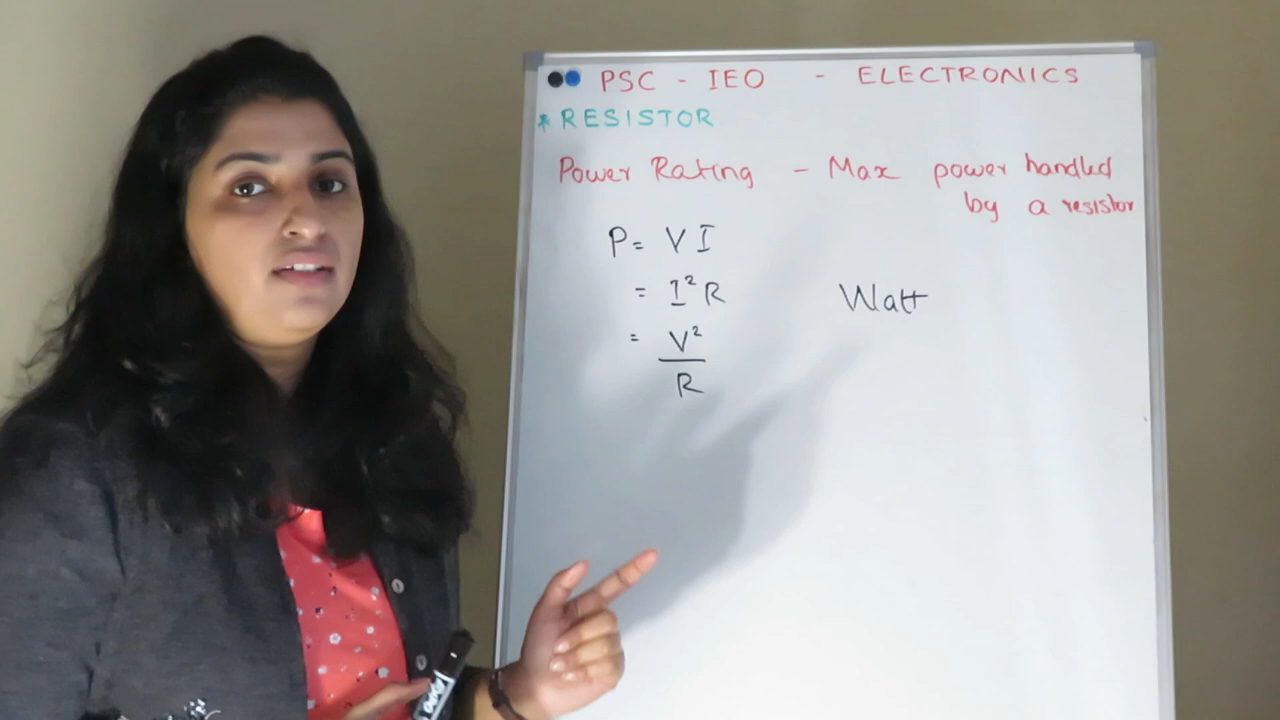 PSC - IEO - ELECTRONICS
* RESISTOR
Power Rating - Max power handled
by a resistor
P = V I
= I² R
Watt
= V²
R